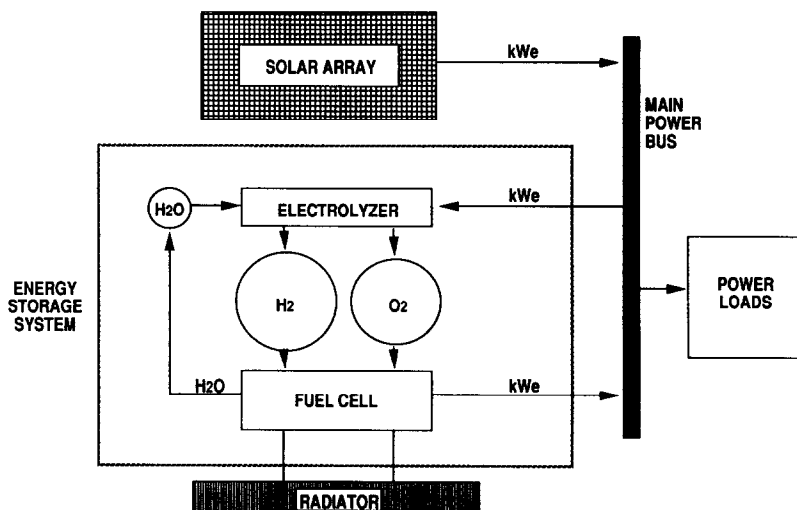 SOLAR ARRAY
kWe
MAIN
POWER
BUS
H2O
ELECTROLYZER
kWe
ENERGY
STORAGE
SYSTEM
H2
O2
POWER
LOADS
H2O
FUEL CELL
kWe
RADIATOR